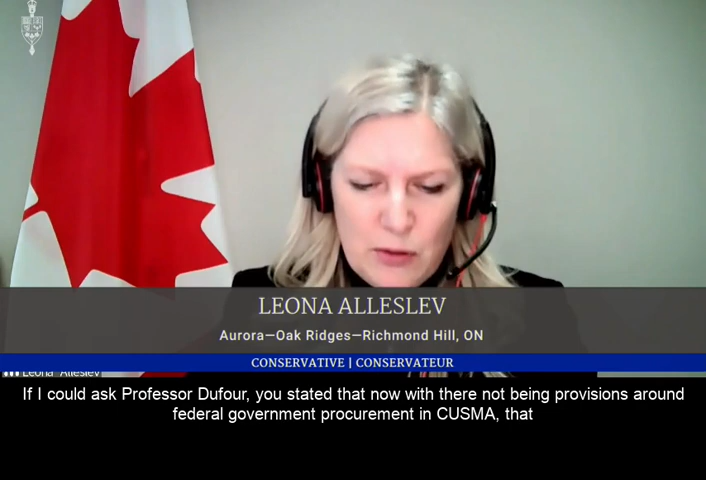 LEONA ALLESLEV
Aurora—Oak Ridges—Richmond Hill, ON
CONSERVATIVE | CONSERVATEUR
Leona Alleslev
If I could ask Professor Dufour, you stated that now with there not being provisions around
federal government procurement in CUSMA, that